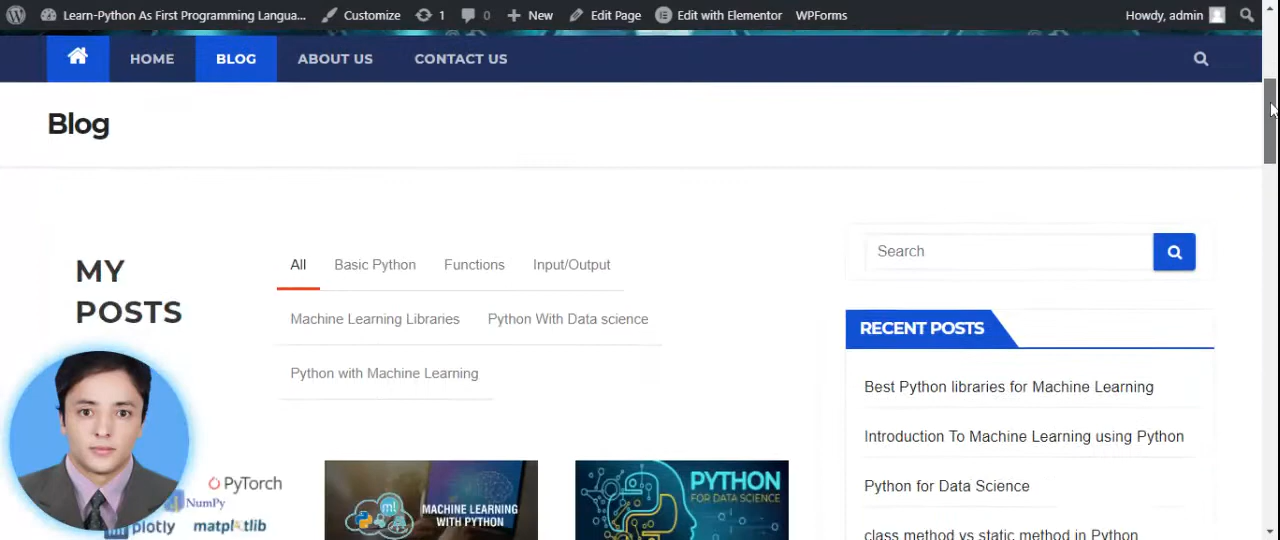 Learn-Python As First Programming Langua... Customize 1 0 New Edit Page Edit with Elementor WPForms Howdy, admin
HOME BLOG ABOUT US CONTACT US
Blog
MY
POSTS
All Basic Python Functions Input/Output
Machine Learning Libraries Python With Data science
Python with Machine Learning
PyTorch
NumPy
plotly matplotlib
ml
MACHINE LEARNING
WITH PYTHON
PYTHON
FOR DATA SCIENCE
Search
RECENT POSTS
Best Python libraries for Machine Learning
Introduction To Machine Learning using Python
Python for Data Science
class method vs static method in Python